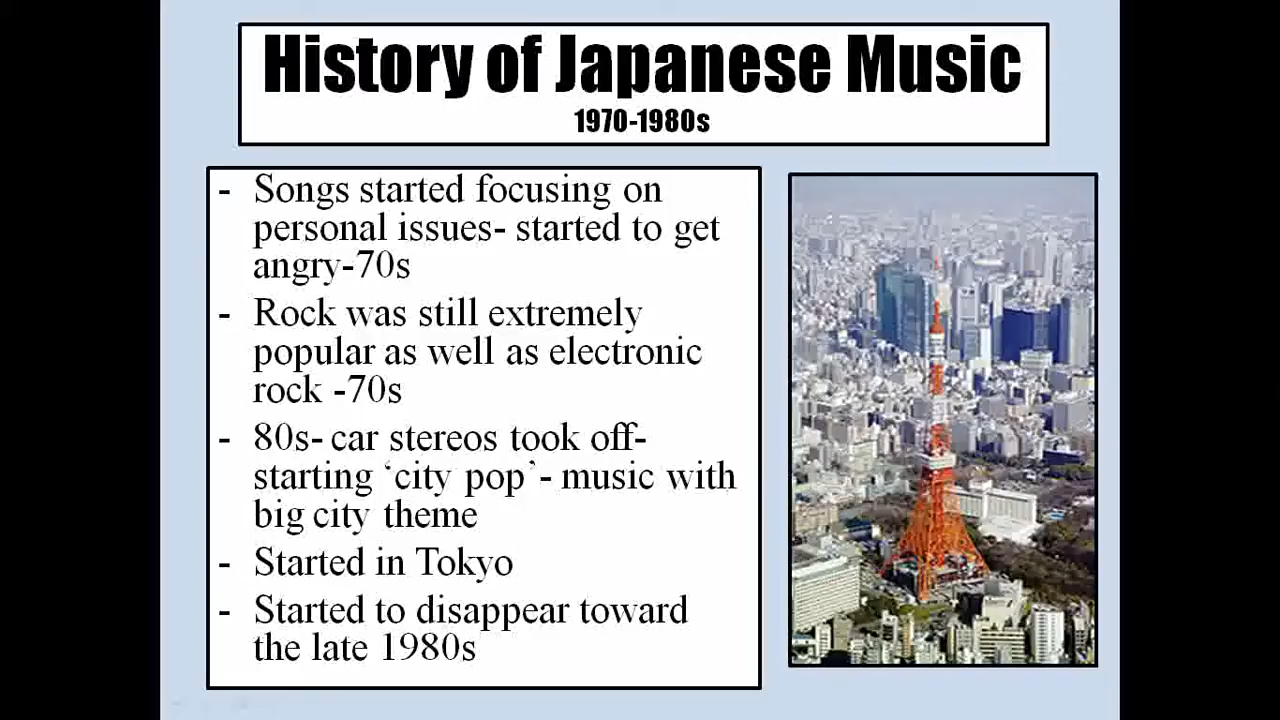 History of Japanese Music
1970-1980s
- Songs started focusing on
personal issues- started to get
angry-70s
- Rock was still extremely
popular as well as electronic
rock -70s
- 80s- car stereos took off-
starting ‘city pop’- music with
big city theme
- Started in Tokyo
- Started to disappear toward
the late 1980s